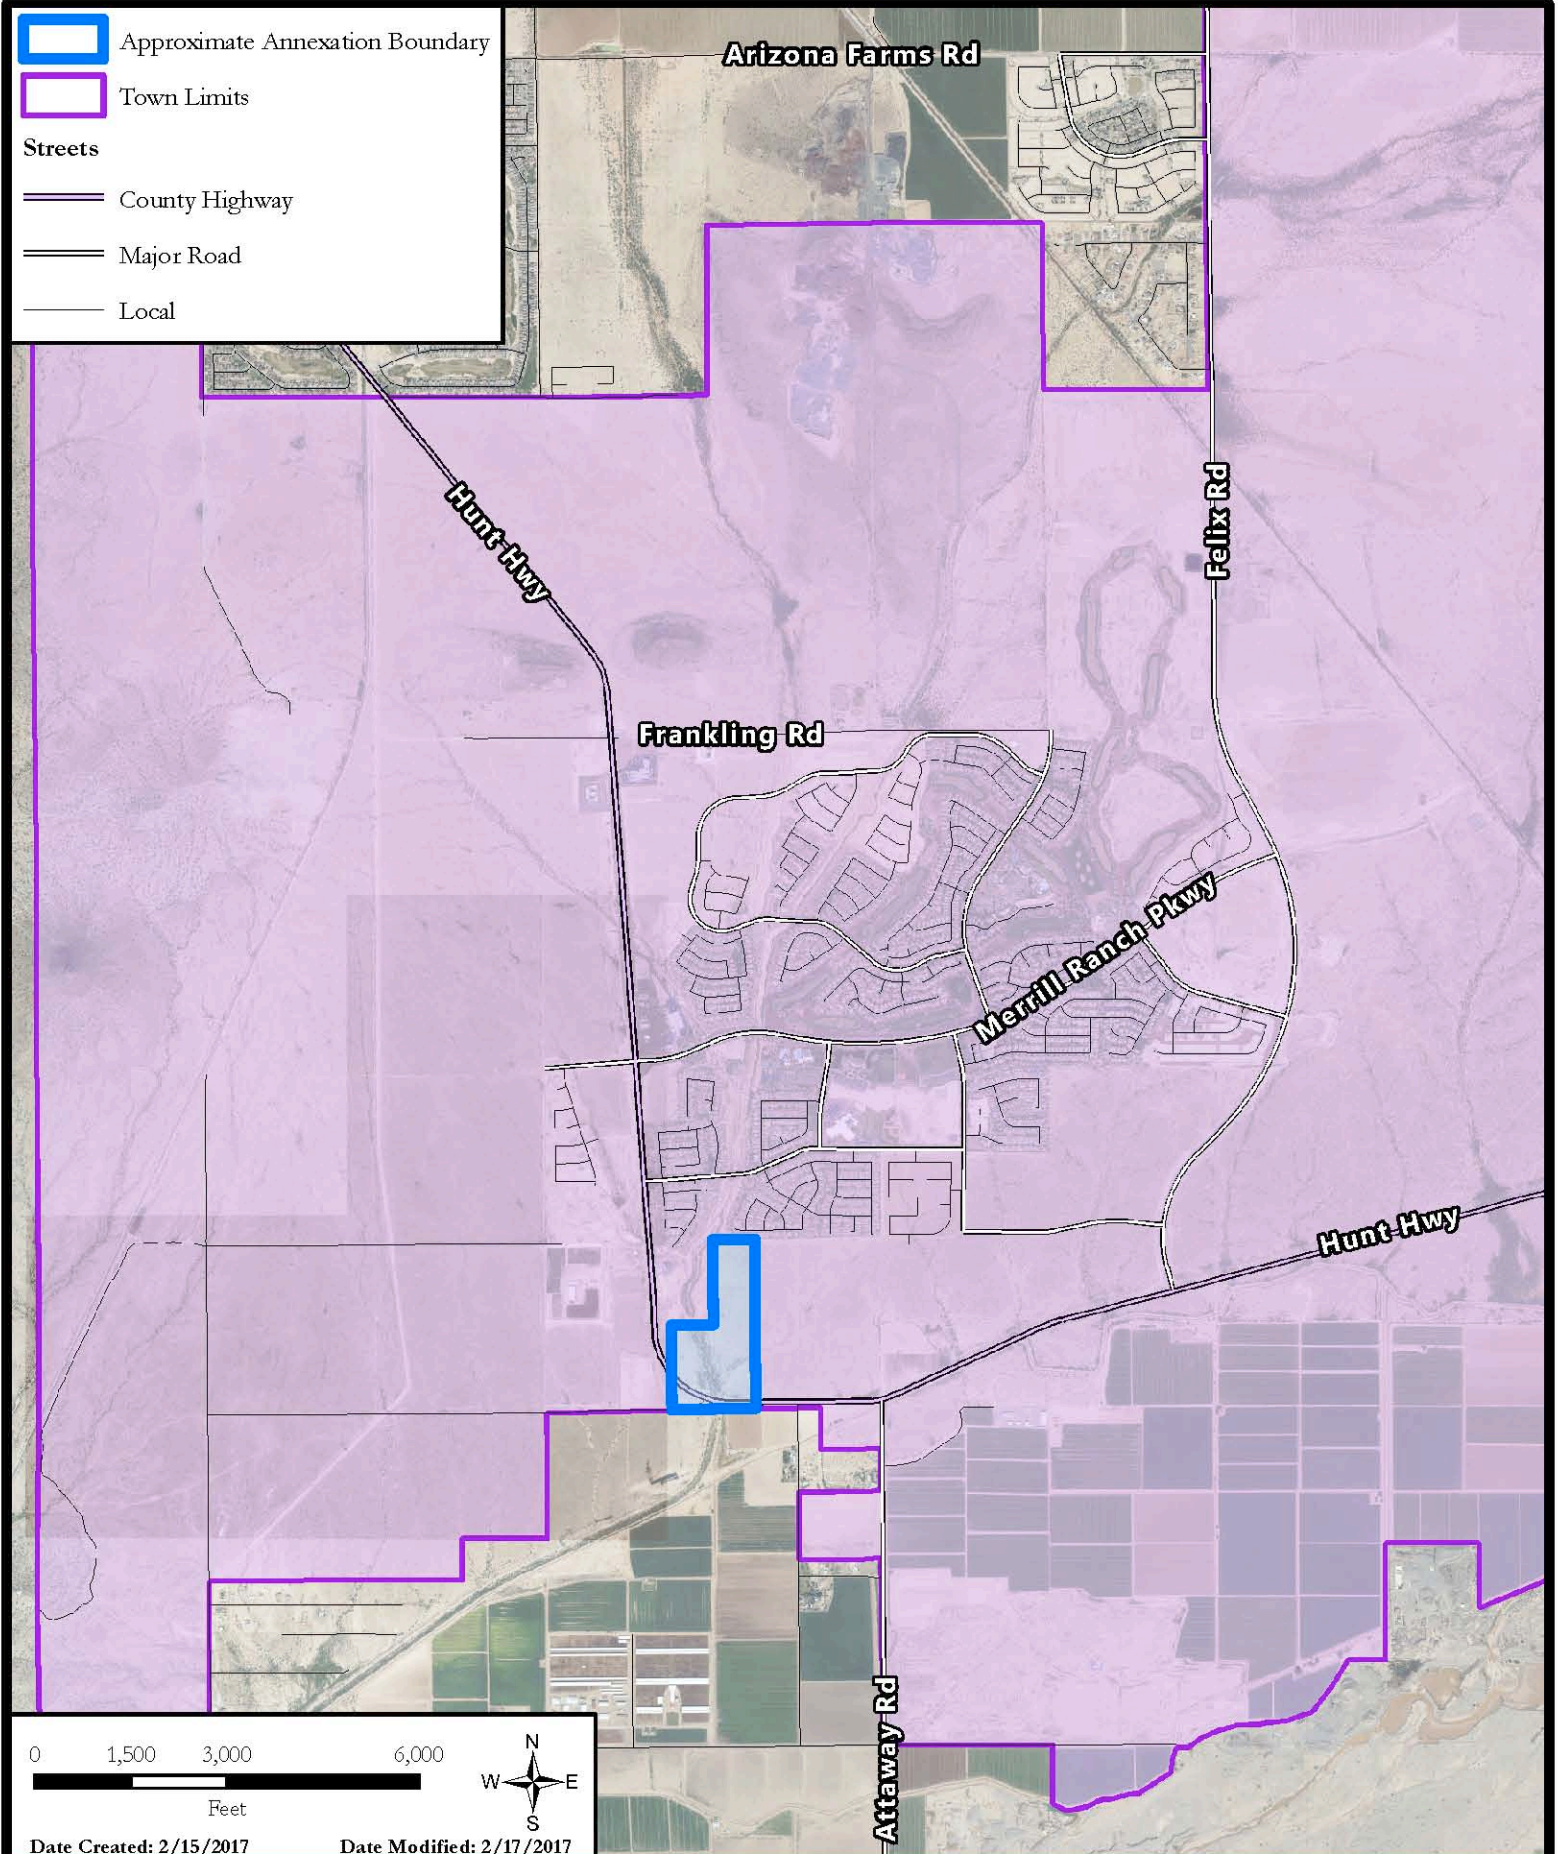 Approximate Annexation Boundary
Town Limits
Streets
County Highway
Major Road
Local
Arizona Farms Rd
Hunt Hwy
Felix Rd
Frankling Rd
Merrill Ranch Pkwy
Hunt Hwy
Attaway Rd
0 1,500 3,000 6,000
Feet
N
W E
S
Date Created: 2/15/2017 Date Modified: 2/17/2017